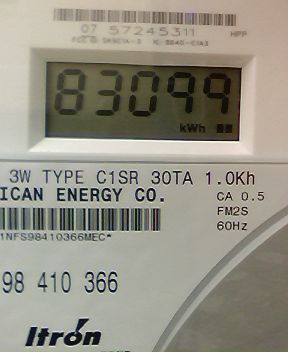 07 57245311
HPP
83099
kWh
3W TYPE C1SR 30TA 1.0Kh
ICAN ENERGY CO.
CA 0.5
FM2S
60Hz
1NFS98410366MEC*
98 410 366
Itron